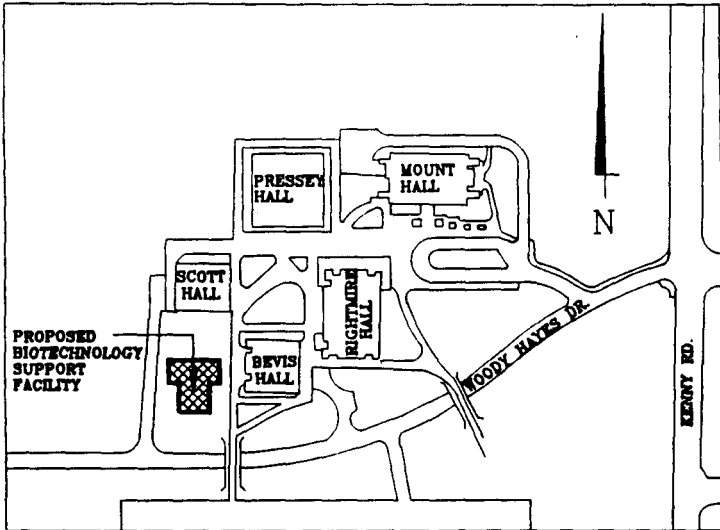 PRESSEY
HALL
MOUNT
HALL
N
SCOTT
HALL
RIGHTMIRE
HALL
PROPOSED
BIOTECHNOLOGY
SUPPORT
FACILITY
BEVIS
HALL
WOODY HAYES DR.
KENNY RD.